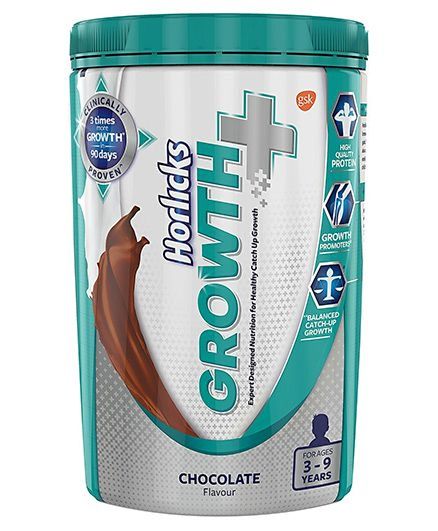 gsk
CLINICALLY
3 times
more
GROWTH^
in
90 days
PROVEN^
Horlicks
GROWTH+
Expert Designed Nutrition for Healthy Catch Up Growth
HIGH
QUALITY
PROTEIN
GROWTH
PROMOTERS
BALANCED
CATCH-UP
GROWTH
CHOCOLATE
Flavour
FOR AGES
3 - 9
YEARS